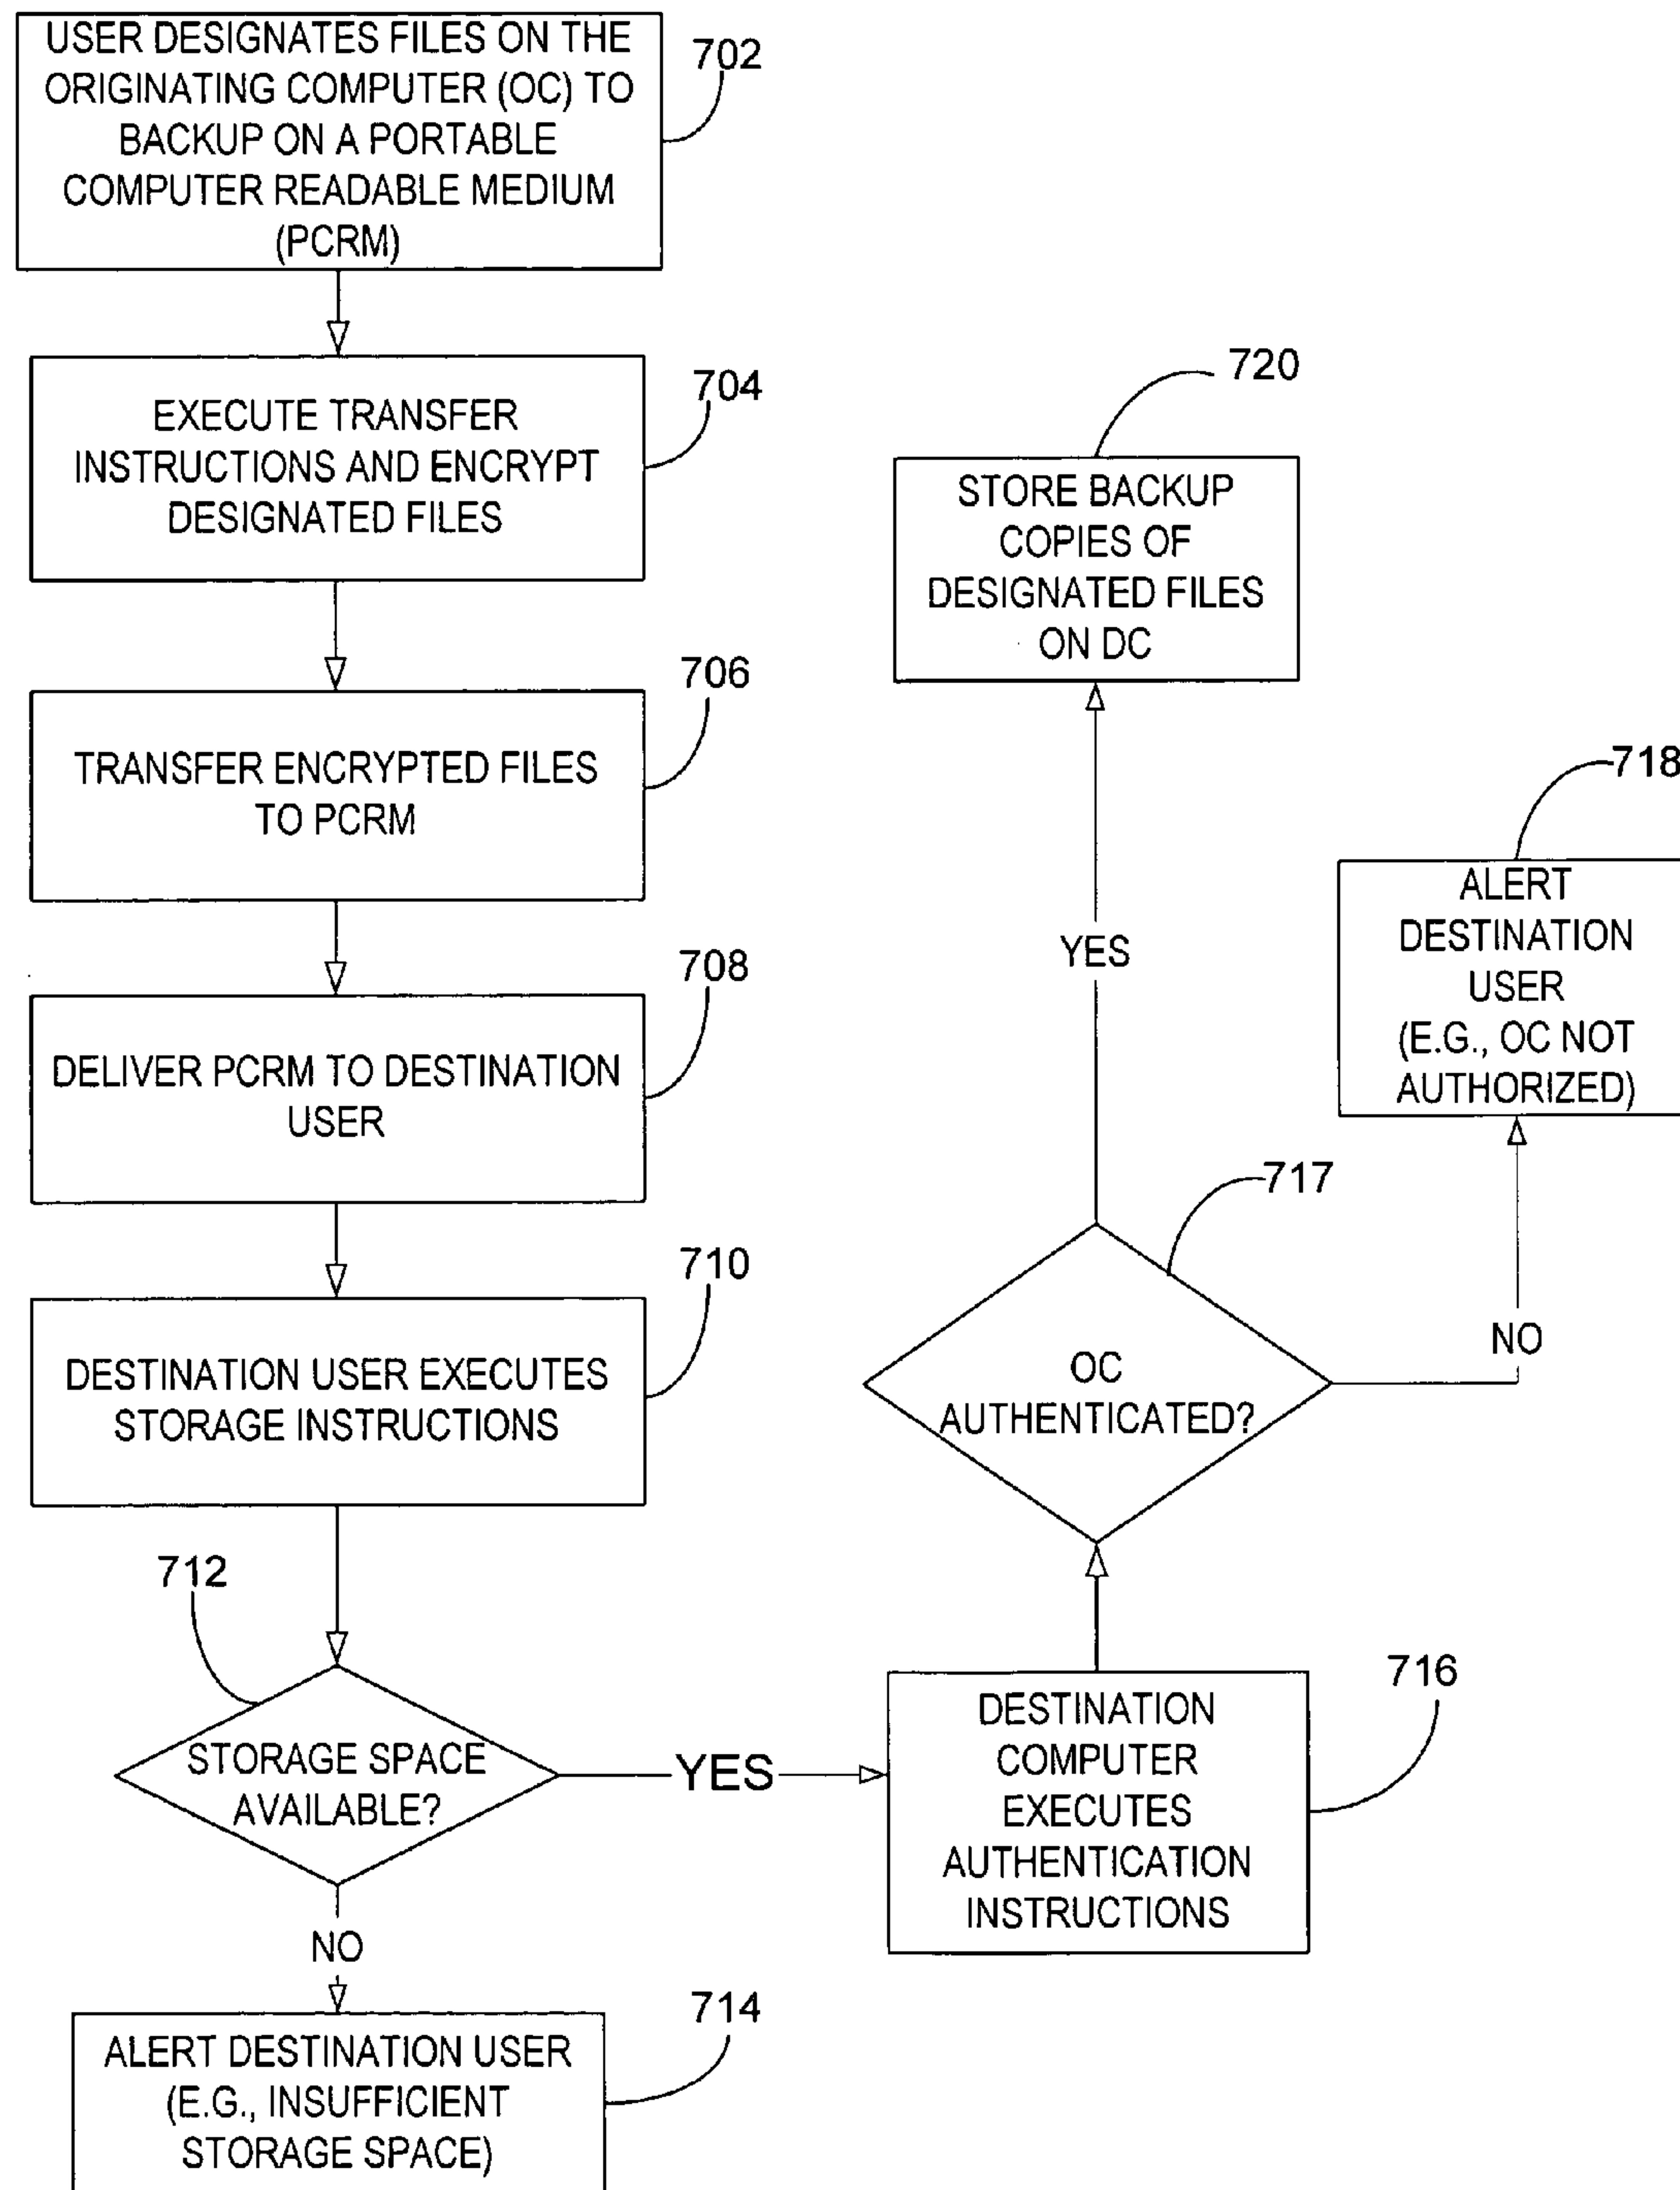 USER DESIGNATES FILES ON THE
ORIGINATING COMPUTER (OC) TO
BACKUP ON A PORTABLE
COMPUTER READABLE MEDIUM
(PCRM)
702
EXECUTE TRANSFER
INSTRUCTIONS AND ENCRYPT
DESIGNATED FILES
704
TRANSFER ENCRYPTED FILES
TO PCRM
706
DELIVER PCRM TO DESTINATION
USER
708
DESTINATION USER EXECUTES
STORAGE INSTRUCTIONS
710
712
STORAGE SPACE
AVAILABLE?
NO
ALERT DESTINATION USER
(E.G., INSUFFICIENT
STORAGE SPACE)
714
YES
DESTINATION
COMPUTER
EXECUTES
AUTHENTICATION
INSTRUCTIONS
716
OC
AUTHENTICATED?
717
NO
ALERT
DESTINATION
USER
(E.G., OC NOT
AUTHORIZED)
718
YES
STORE BACKUP
COPIES OF
DESIGNATED FILES
ON DC
720